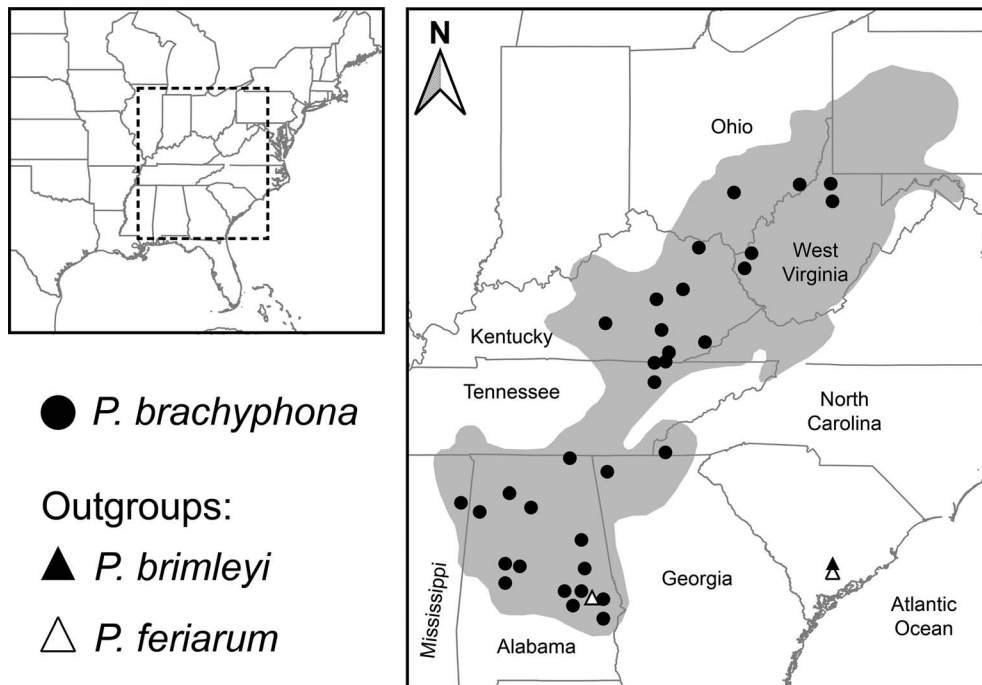 N
Ohio
West
Virginia
Kentucky
Tennessee
North
Carolina
Mississippi
Alabama
Georgia
Atlantic
Ocean
P. brachyphona
Outgroups:
P. brimleyi
P. feriarum